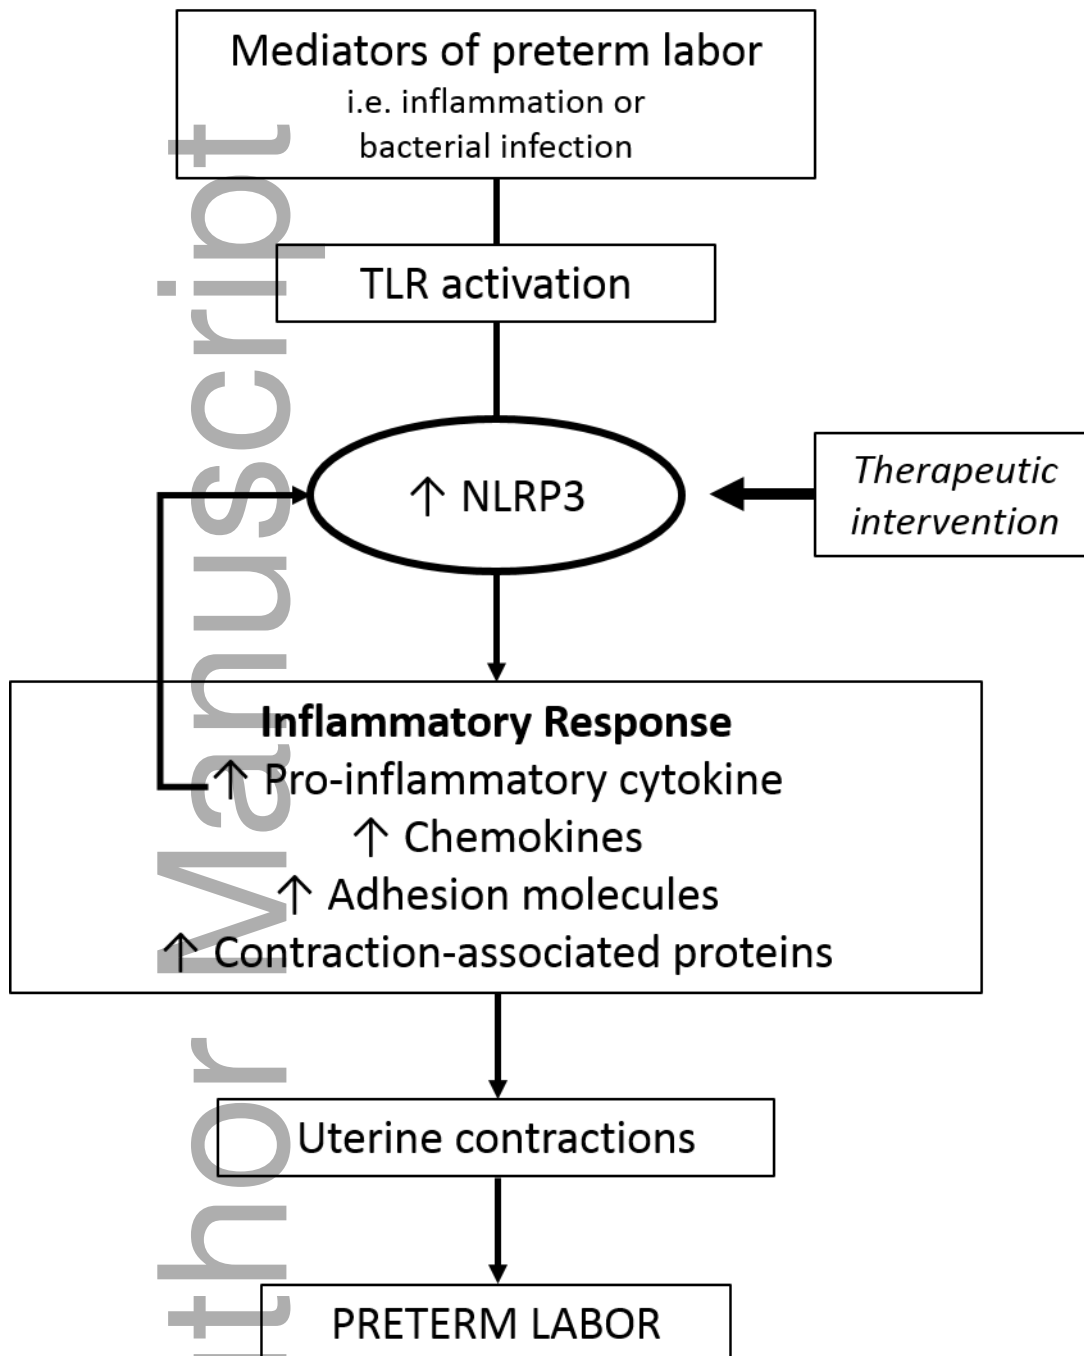 Mediators of preterm labor
i.e. inflammation or
bacterial infection
TLR activation
↑ NLRP3
Therapeutic
intervention
Inflammatory Response
↑ Pro-inflammatory cytokine
↑ Chemokines
↑ Adhesion molecules
↑ Contraction-associated proteins
Uterine contractions
PRETERM LABOR
thor Manuscript